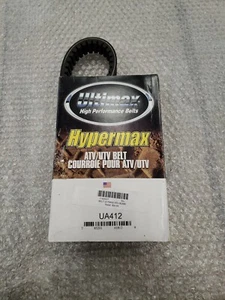 Ultimax
High Performance Belts
Hypermax
ATV/UTV BELT
COURROIE POUR ATV/UTV
UA412